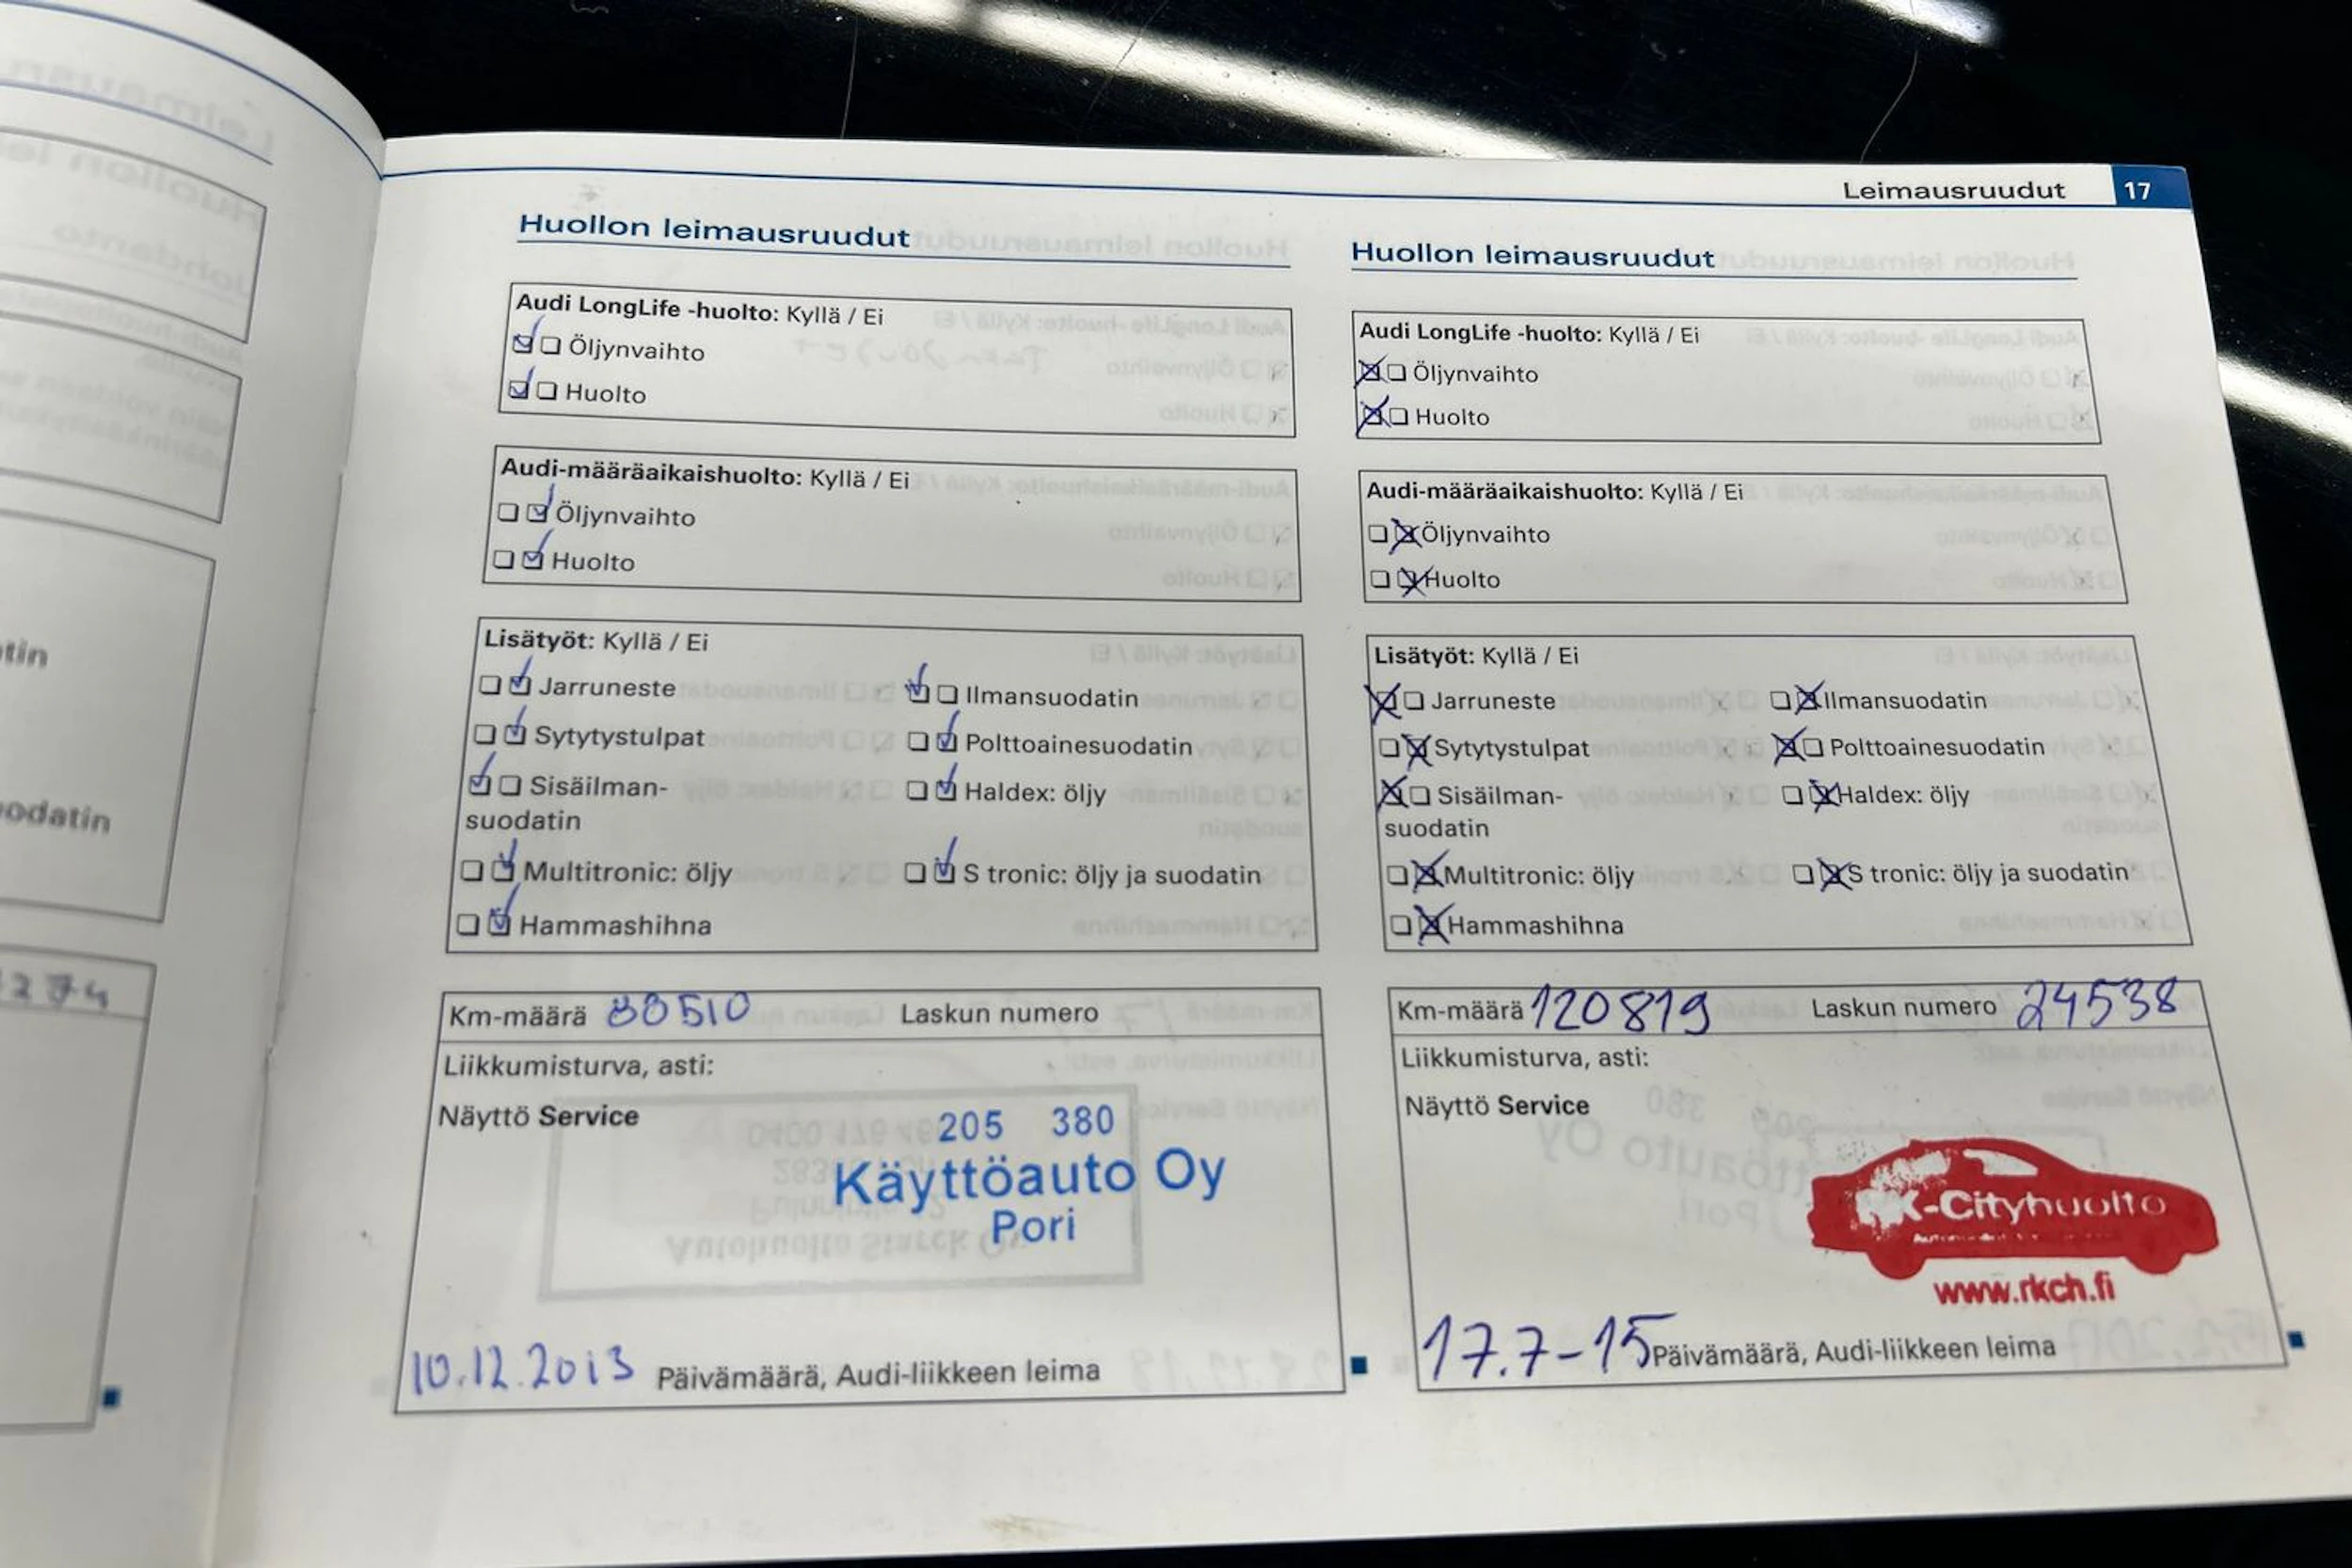 Leimausruudut 17
Huollon leimausruudut
Audi LongLife -huolto: Kyllä / Ei
Öljynvaihto
Huolto
Audi-määräaikaishuolto: Kyllä / Ei
Öljynvaihto
Huolto
Lisätyöt: Kyllä / Ei
Jarruneste Ilmansuodatin
Sytytystulpat Polttoainesuodatin
Sisäilman- Haldex: öljy
suodatin
Multitronic: öljy S tronic: öljy ja suodatin
Hammashihna
Km-määrä 88510 Laskun numero
Liikkumisturva, asti:
Näyttö Service
205 380
Käyttöauto Oy
Pori
10.12.2013 Päivämäärä, Audi-liikkeen leima
Huollon leimausruudut
Audi LongLife -huolto: Kyllä / Ei
Öljynvaihto
Huolto
Audi-määräaikaishuolto: Kyllä / Ei
Öljynvaihto
Huolto
Lisätyöt: Kyllä / Ei
Jarruneste Ilmansuodatin
Sytytystulpat Polttoainesuodatin
Sisäilman- Haldex: öljy
suodatin
Multitronic: öljy S tronic: öljy ja suodatin
Hammashihna
Km-määrä 120819 Laskun numero 24538
Liikkumisturva, asti:
Näyttö Service
RK-Cityhuolto
www.rkch.fi
17.7-15 Päivämäärä, Audi-liikkeen leima